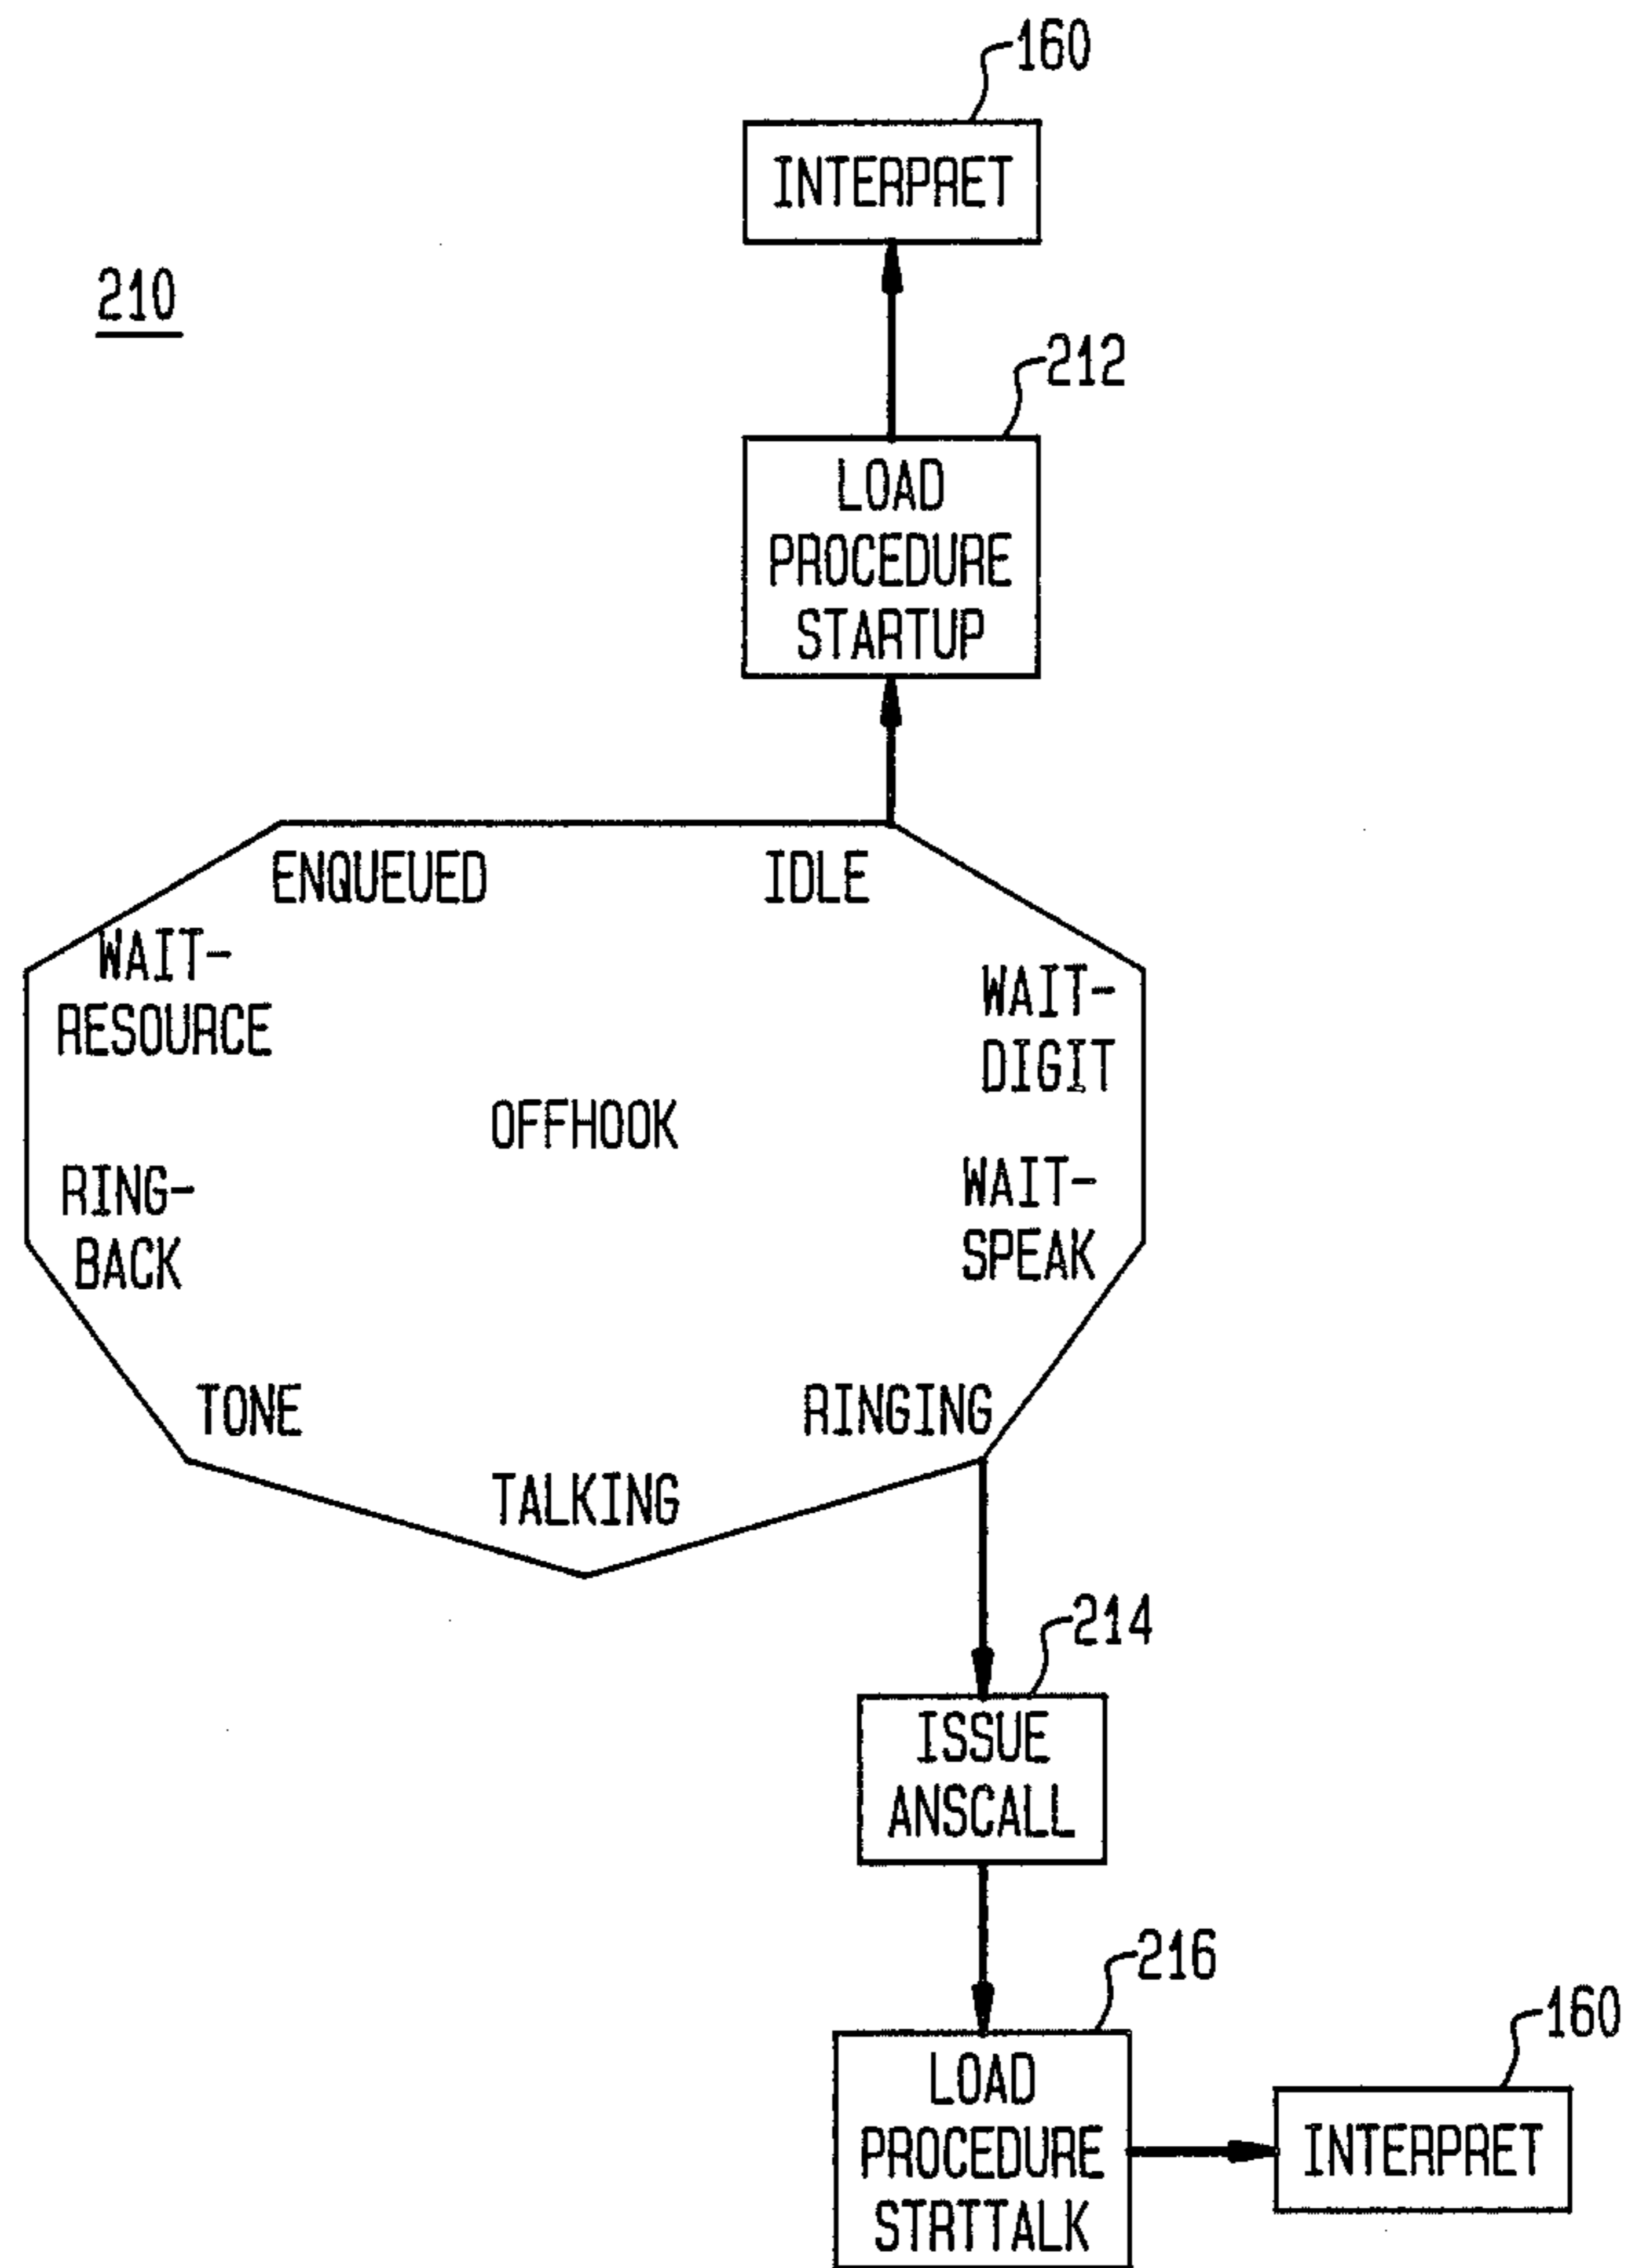 160
INTERPRET
210
212
LOAD
PROCEDURE
STARTUP
ENQUEUED
IDLE
WAIT-
RESOURCE
WAIT-
DIGIT
OFFHOOK
RING-
BACK
WAIT-
SPEAK
TONE
RINGING
TALKING
214
ISSUE
ANSCALL
216
LOAD
PROCEDURE
STRTTALK
160
INTERPRET